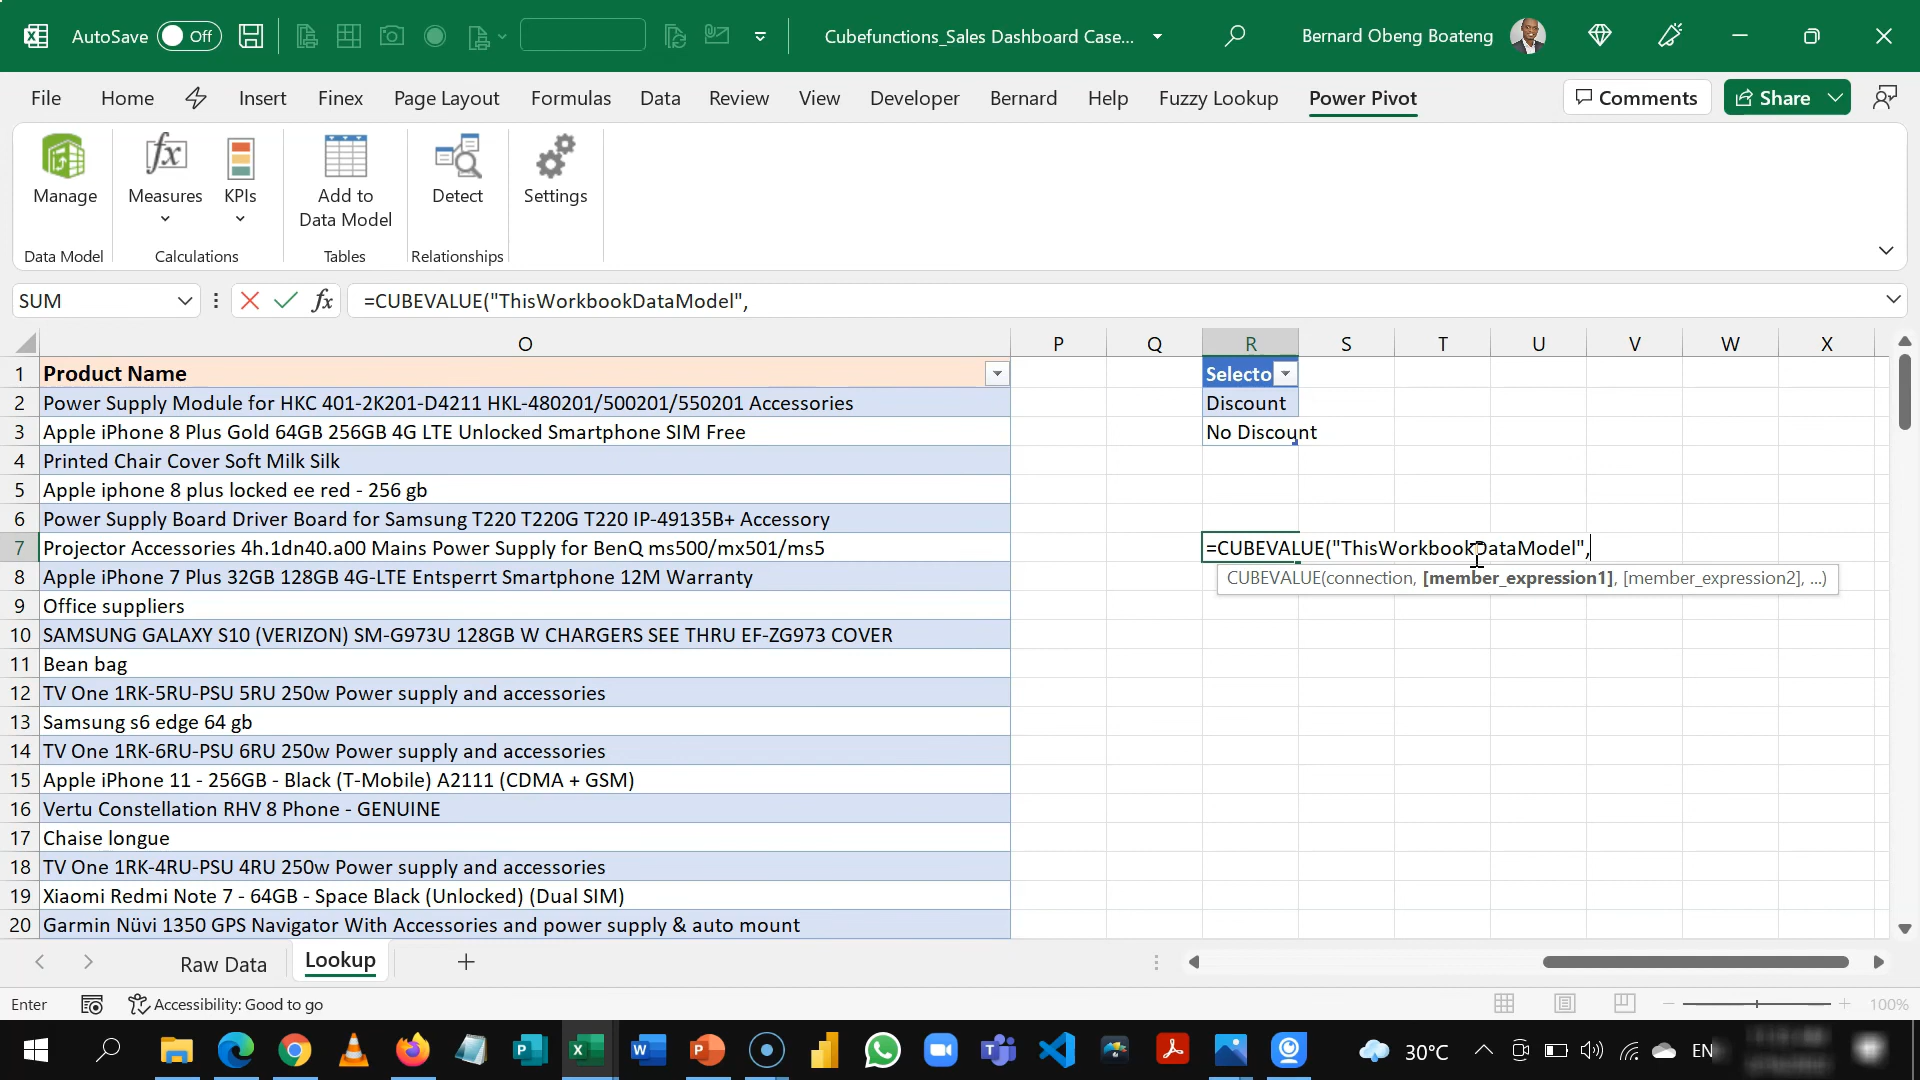 AutoSave Off Cubefunctions_Sales Dashboard Case... Bernard Obeng Boateng
File Home Insert Finex Page Layout Formulas Data Review View Developer Bernard Help Fuzzy Lookup Power Pivot Comments Share
Manage Measures KPIs Add to Data Model Detect Settings
Data Model Calculations Tables Relationships
SUM fx =CUBEVALUE("ThisWorkbookDataModel",
O P Q R S T U V W X
1 Product Name Selecto
2 Power Supply Module for HKC 401-2K201-D4211 HKL-480201/500201/550201 Accessories Discount
3 Apple iPhone 8 Plus Gold 64GB 256GB 4G LTE Unlocked Smartphone SIM Free No Discount
4 Printed Chair Cover Soft Milk Silk
5 Apple iphone 8 plus locked ee red - 256 gb
6 Power Supply Board Driver Board for Samsung T220 T220G T220 IP-49135B+ Accessory
7 Projector Accessories 4h.1dn40.a00 Mains Power Supply for BenQ ms500/mx501/ms5 =CUBEVALUE("ThisWorkbookDataModel",
8 Apple iPhone 7 Plus 32GB 128GB 4G-LTE Entsperrt Smartphone 12M Warranty CUBEVALUE(connection, [member_expression1], [member_expression2], ...)
9 Office suppliers
10 SAMSUNG GALAXY S10 (VERIZON) SM-G973U 128GB W CHARGERS SEE THRU EF-ZG973 COVER
11 Bean bag
12 TV One 1RK-5RU-PSU 5RU 250w Power supply and accessories
13 Samsung s6 edge 64 gb
14 TV One 1RK-6RU-PSU 6RU 250w Power supply and accessories
15 Apple iPhone 11 - 256GB - Black (T-Mobile) A2111 (CDMA + GSM)
16 Vertu Constellation RHV 8 Phone - GENUINE
17 Chaise longue
18 TV One 1RK-4RU-PSU 4RU 250w Power supply and accessories
19 Xiaomi Redmi Note 7 - 64GB - Space Black (Unlocked) (Dual SIM)
20 Garmin Nüvi 1350 GPS Navigator With Accessories and power supply & auto mount
Raw Data Lookup
Enter Accessibility: Good to go 100%
30°C EN